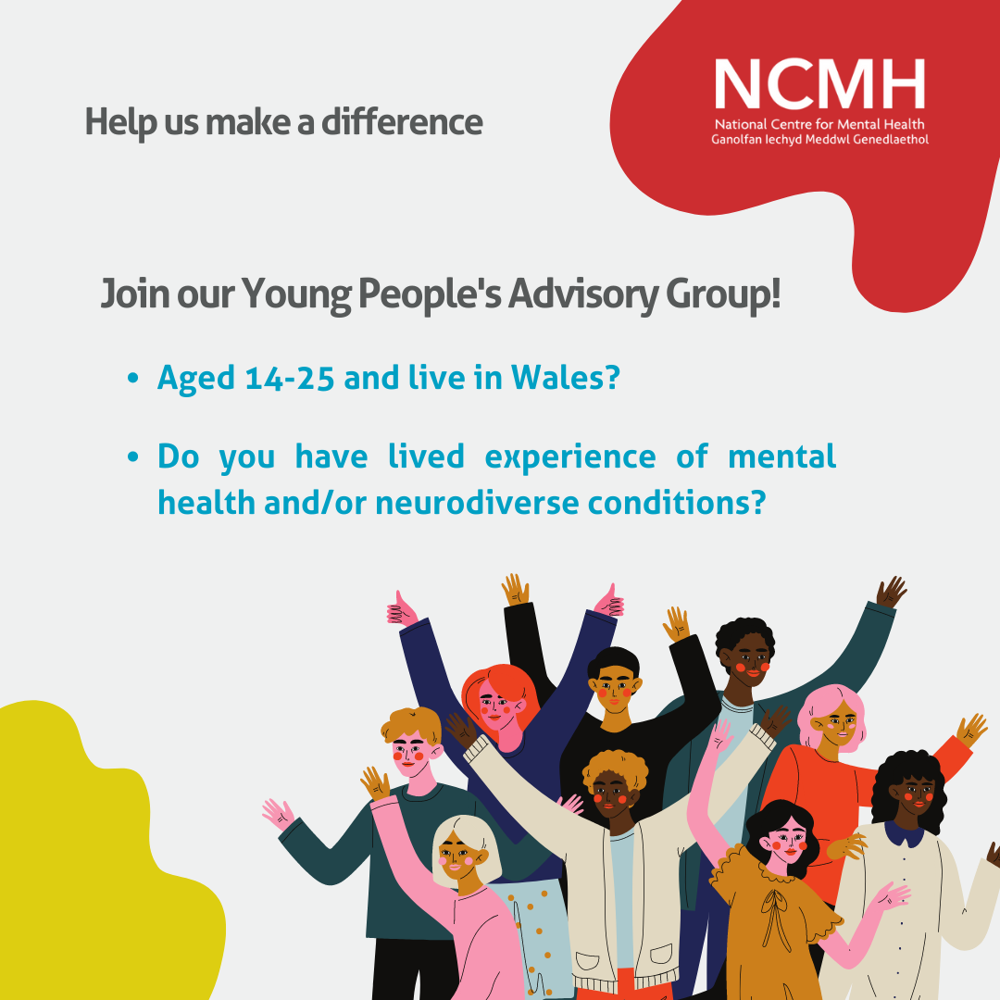 NCMH
National Centre for Mental Health
Ganolfan Iechyd Meddwl Genedlaethol
Help us make a difference
Join our Young People's Advisory Group!
• Aged 14-25 and live in Wales?
• Do you have lived experience of mental
health and/or neurodiverse conditions?